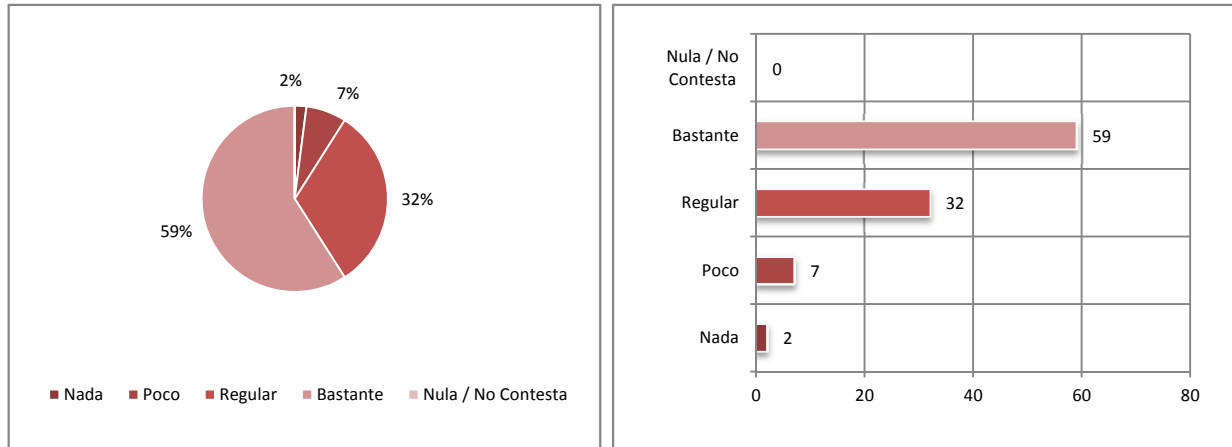 2%
7%
32%
59%
Nada Poco Regular Bastante Nula / No Contesta
Nula / No
Contesta
0
Bastante
59
Regular
32
Poco
7
Nada
2
0 20 40 60 80